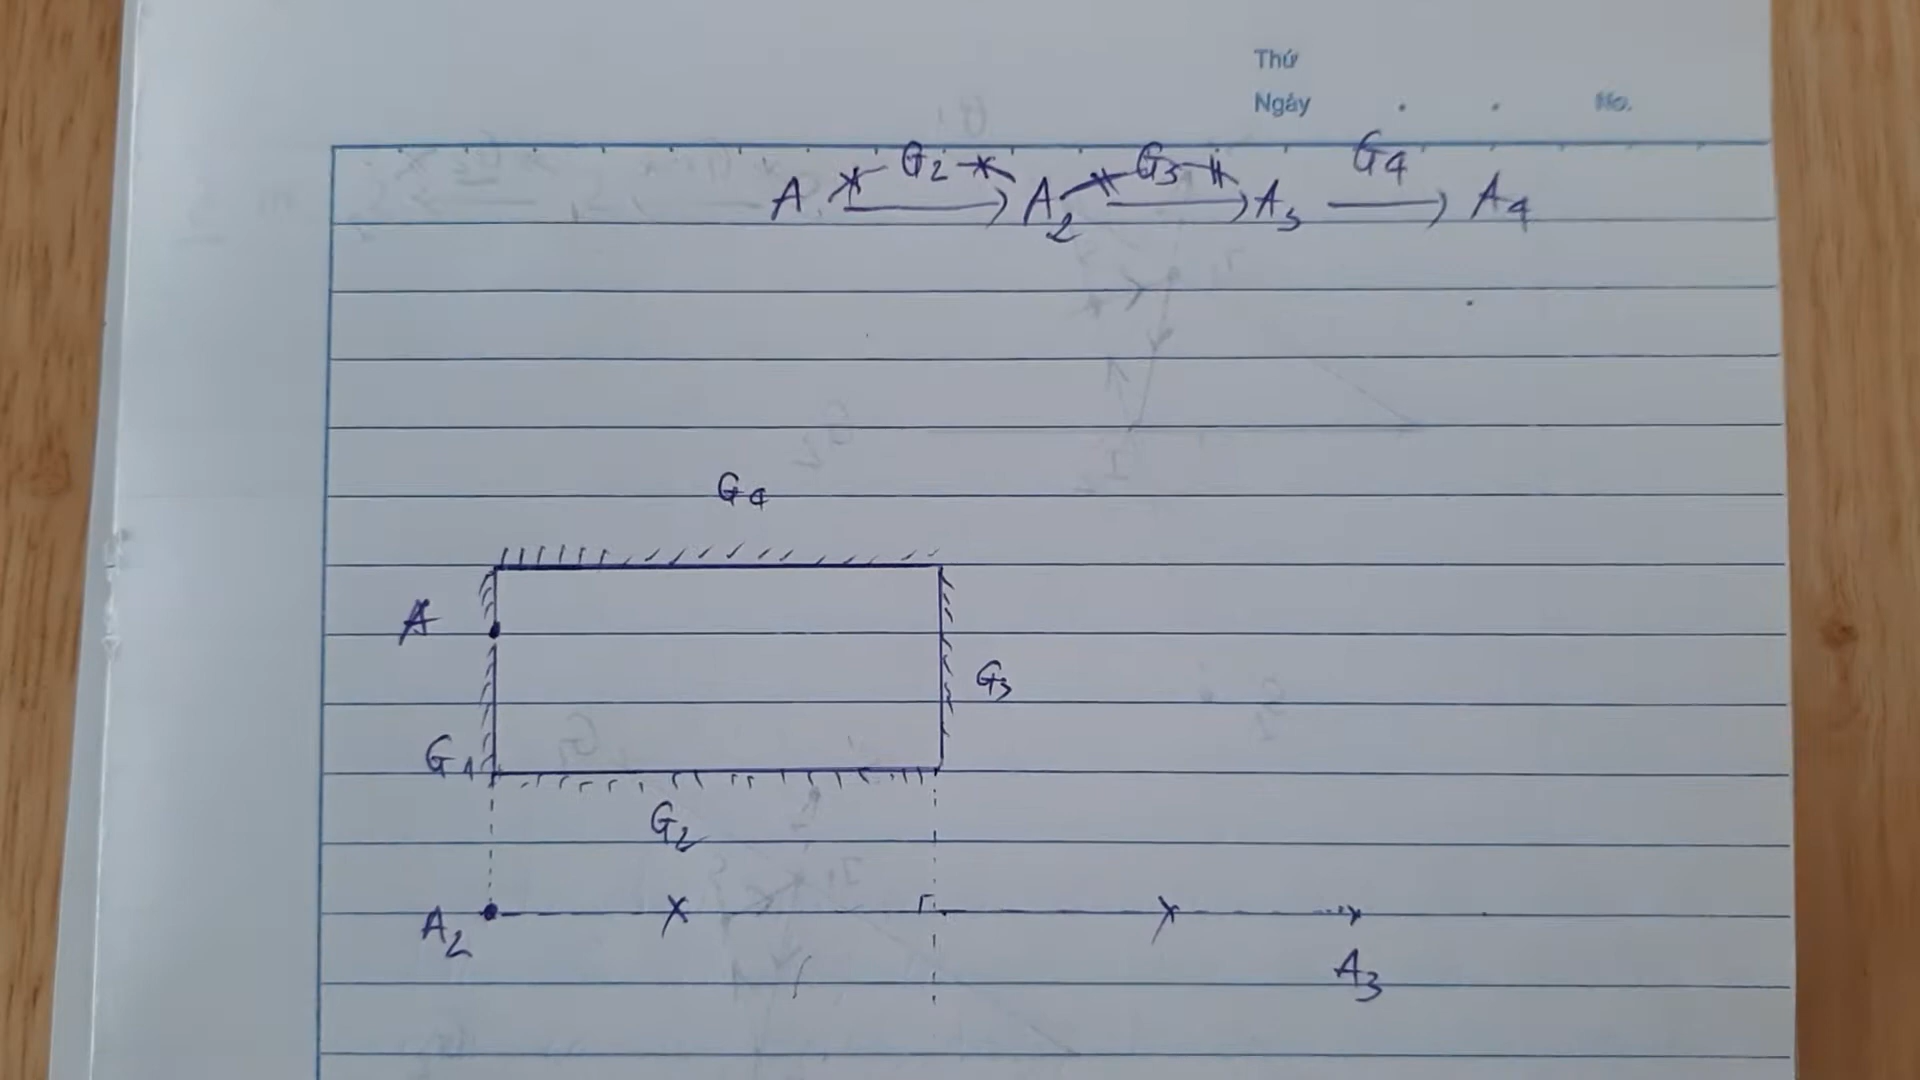 Thứ
Ngày . . No.
A G2 A2 G3 A3 G4 A4
G4
A
G3
G1
G2
A2
A3